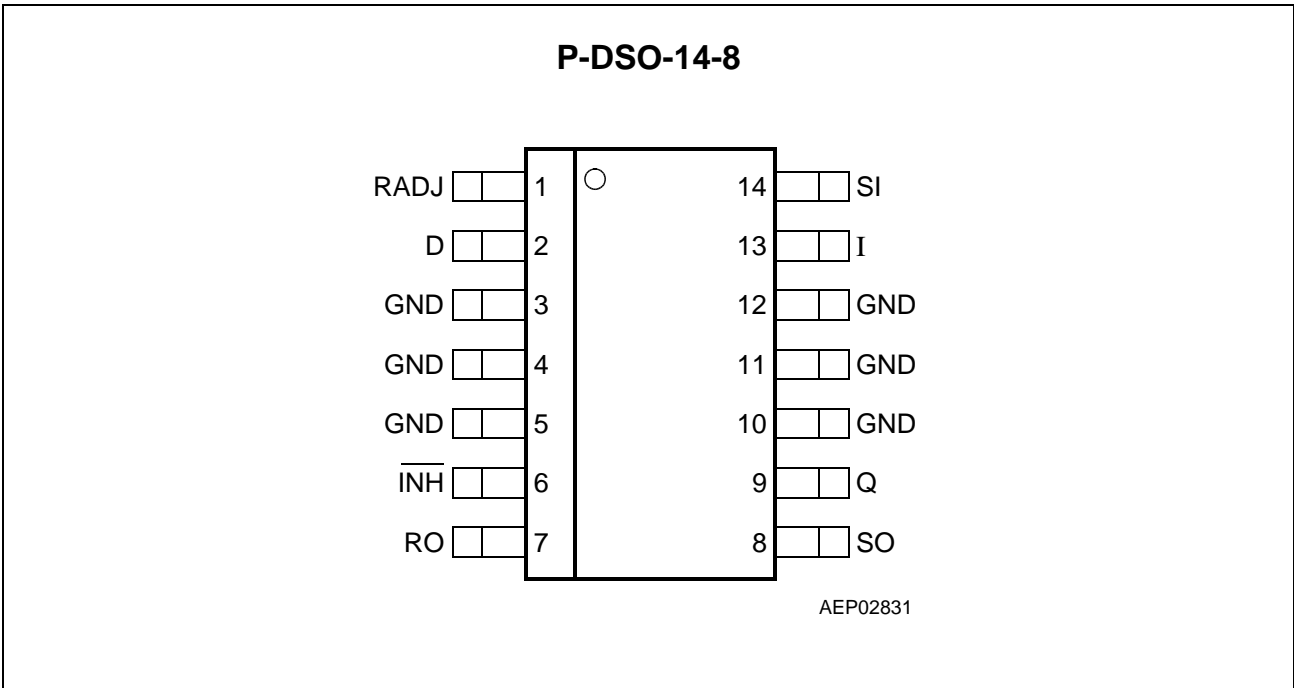 P-DSO-14-8
RADJ 1 14 SI
D 2 13 I
GND 3 12 GND
GND 4 11 GND
GND 5 10 GND
INH 6 9 Q
RO 7 8 SO
AEP02831